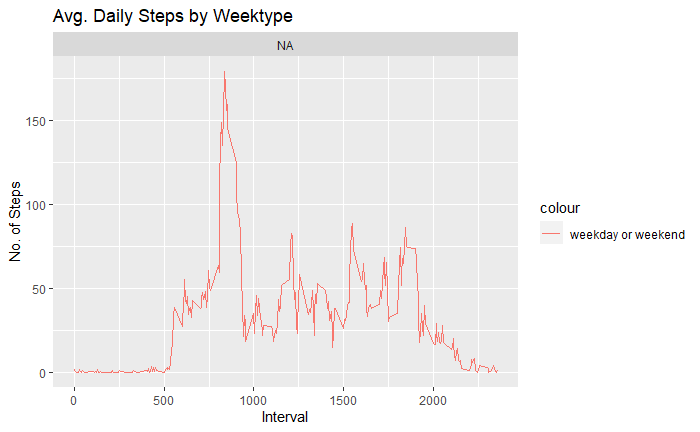 Avg. Daily Steps by Weektype
NA
150
100
50
0
No. of Steps
0
500
1000
1500
2000
Interval
colour
weekday or weekend